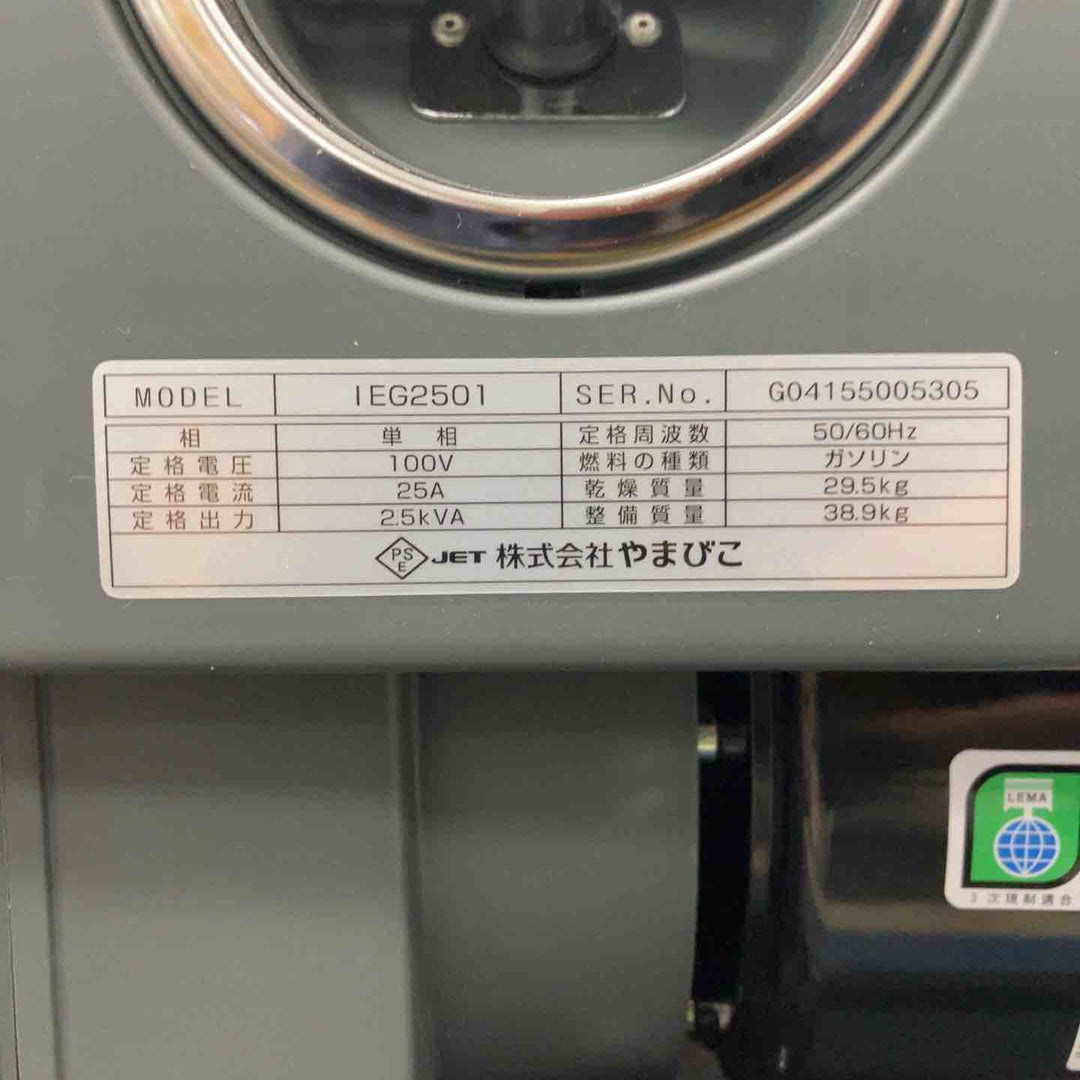 MODEL IEG2501 SER.No. G04155005305
相 単相 定格周波数 50/60Hz
定格電圧 100V 燃料の種類 ガソリン
定格電流 25A 乾燥質量 29.5kg
定格出力 2.5kVA 整備質量 38.9kg
PSE JET 株式会社やまびこ
LEMA
3次規制適合